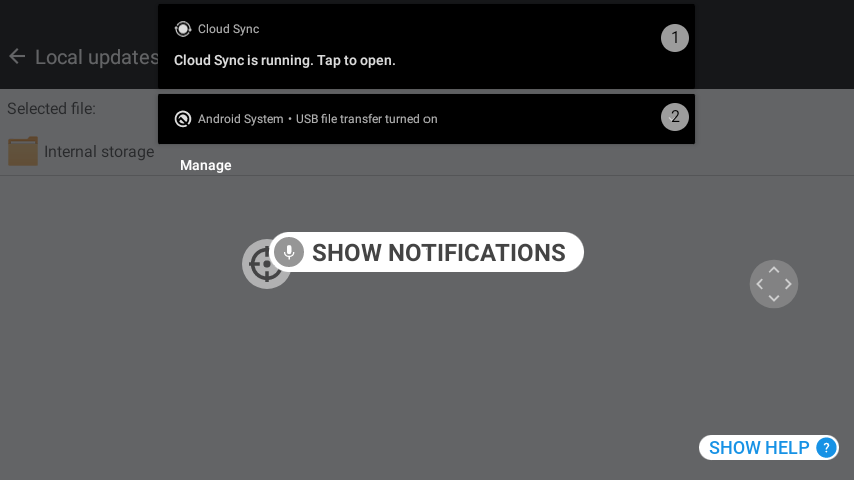 Cloud Sync
1
Cloud Sync is running. Tap to open.
Local updates
Selected file:
Android System • USB file transfer turned on
2
Internal storage
Manage
SHOW NOTIFICATIONS
SHOW HELP ?